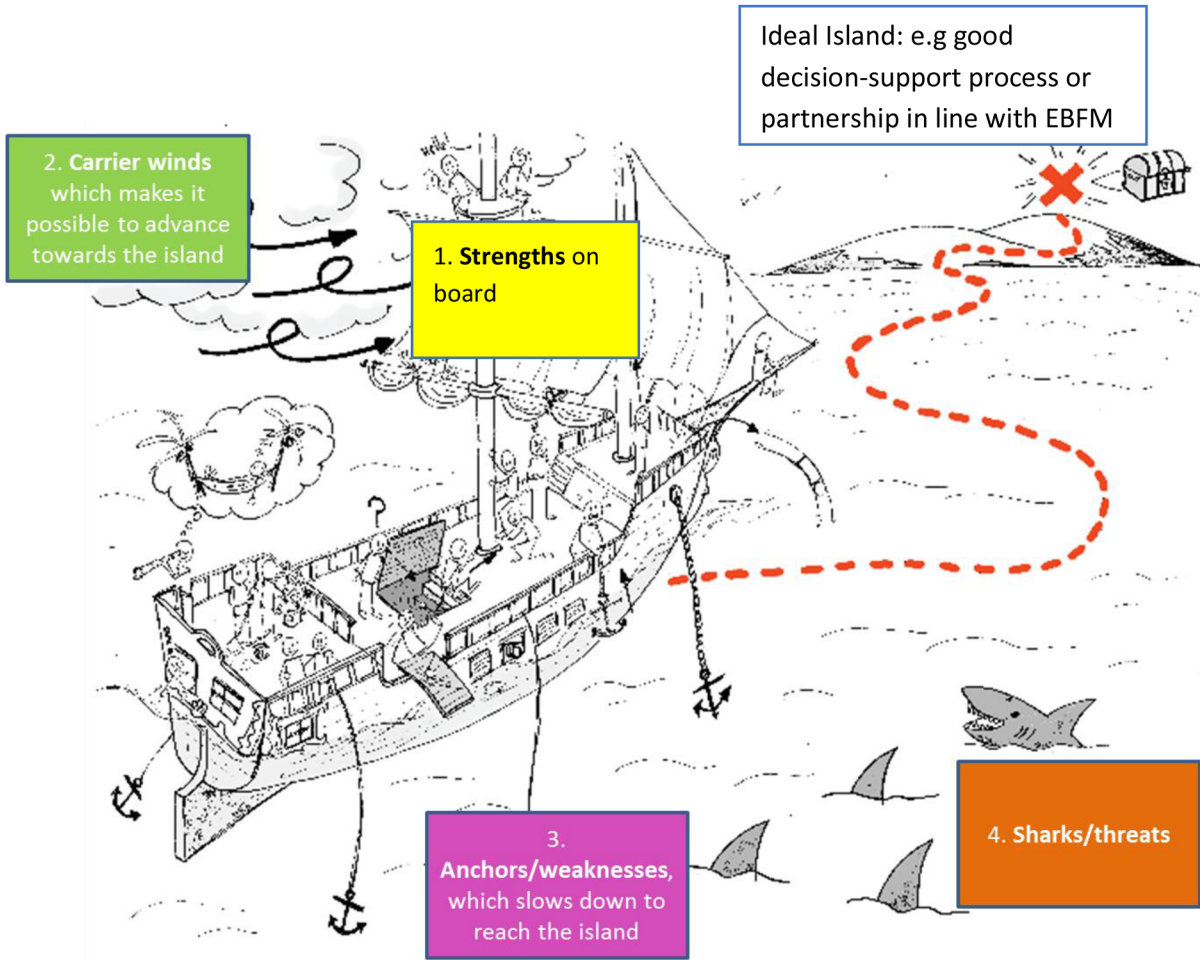 Ideal Island: e.g good
decision-support process or
partnership in line with EBFM
2. Carrier winds
which makes it
possible to advance
towards the island
Hello!
1. Strengths on
board
3.
Anchors/weaknesses,
which slows down to
reach the island
4. Sharks/threats